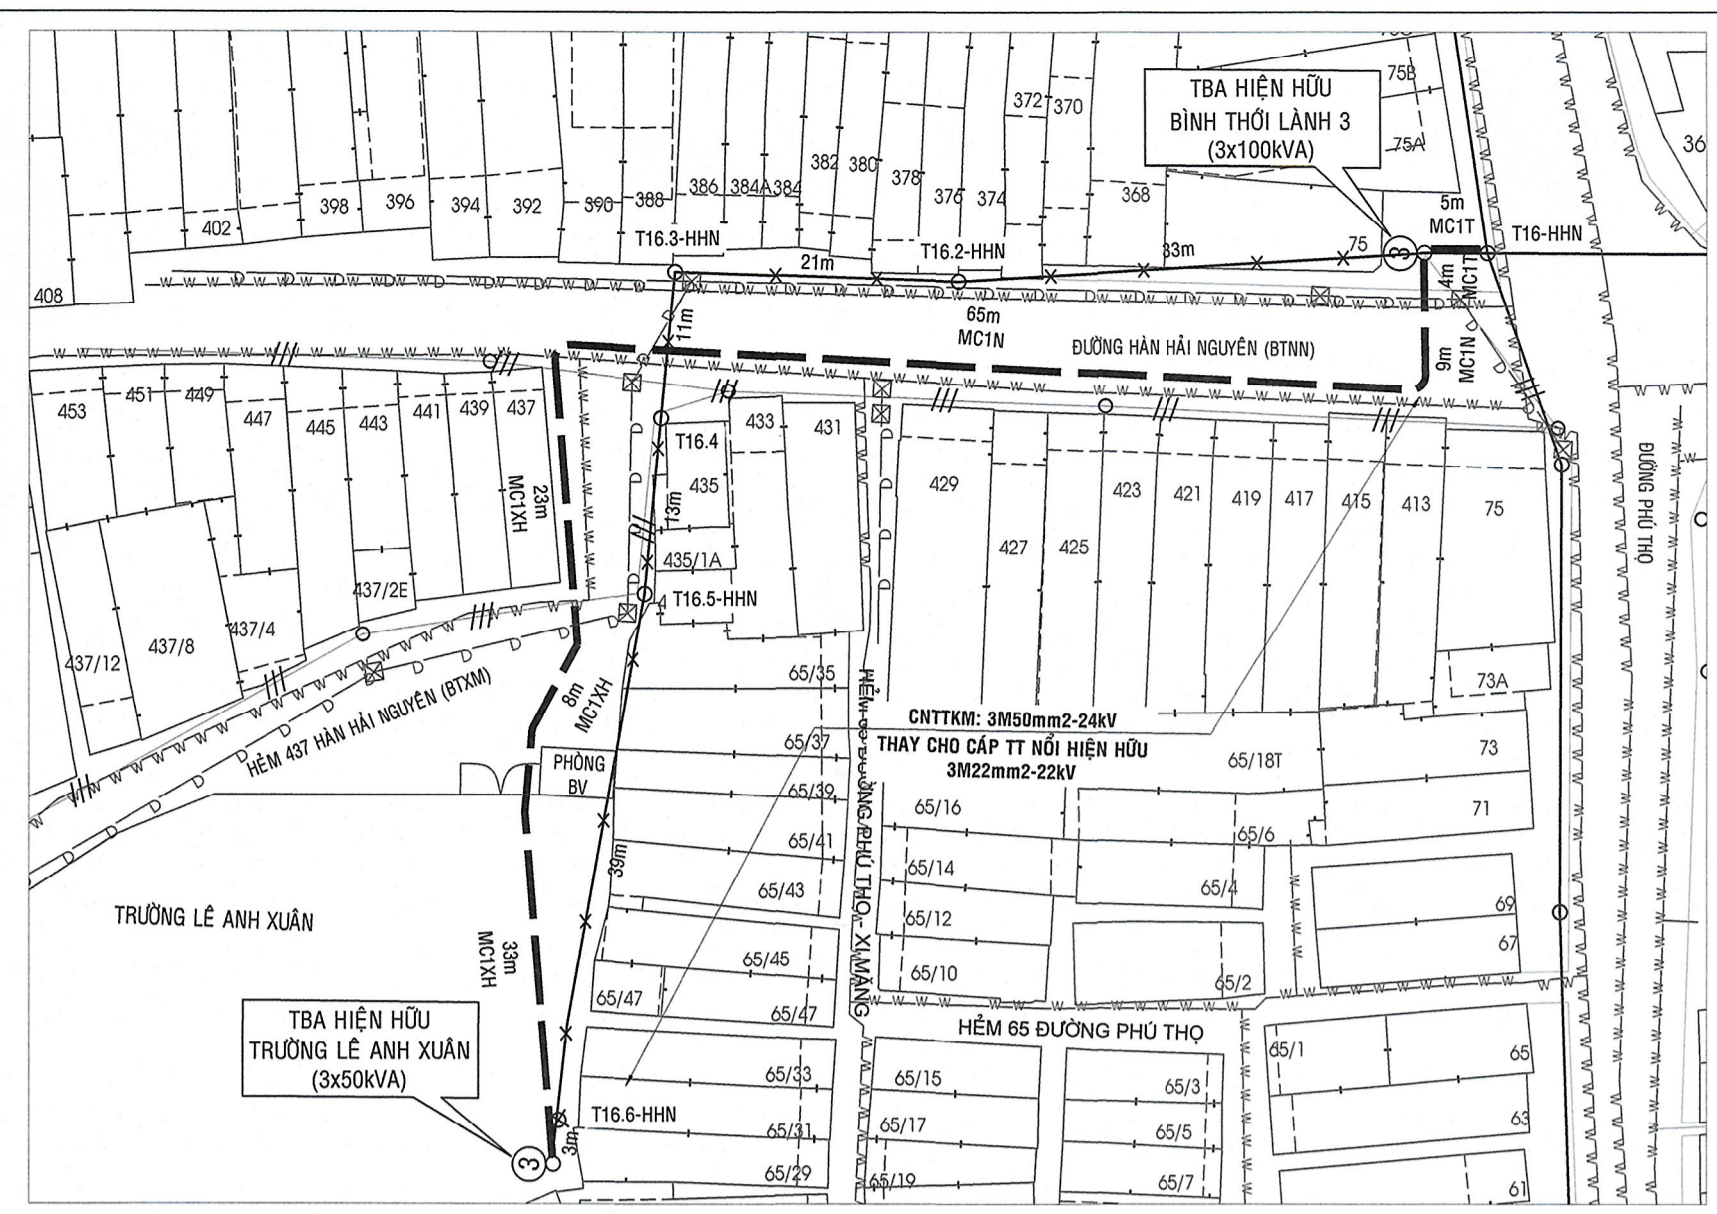 TBA HIỆN HỮU
BÌNH THỚI LÀNH 3
(3x100kVA)
75B
75A
36
372
370
382
380
378
376
374
368
386
384A
384
388
390
392
394
396
398
402
408
5m
MC1T
T16-HHN
T16.3-HHN
T16.2-HHN
21m
33m
75
3
4m
MC1T
11m
65m
MC1N
ĐƯỜNG HÀN HẢI NGUYÊN (BTNN)
9m
MC1N
453
451
449
447
445
443
441
439
437
23m
MC1XH
T16.4
435
13m
435/1A
T16.5-HHN
433
431
429
427
425
423
421
419
417
415
413
75
ĐƯỜNG PHÚ THỌ
437/2E
437/4
437/8
437/12
HẺM 437 HÀN HẢI NGUYÊN (BTXM)
8m
MC1XH
65/35
73A
CNTTKM: 3M50mm2-24kV
THAY CHO CÁP TT NỔI HIỆN HỮU
3M22mm2-22kV
HẺM 65 ĐƯỜNG PHÚ THỌ - XI MĂNG
PHÒNG
BV
65/37
65/39
65/41
65/43
65/45
65/47
65/47
39m
65/18T
73
71
65/16
65/14
65/12
65/10
65/6
65/4
65/2
69
67
TRƯỜNG LÊ ANH XUÂN
33m
MC1XH
TBA HIỆN HỮU
TRƯỜNG LÊ ANH XUÂN
(3x50kVA)
HẺM 65 ĐƯỜNG PHÚ THỌ
65/33
65/31
65/29
65/15
65/17
65/19
65/3
65/5
65/7
65/1
65
63
61
T16.6-HHN
3m
3